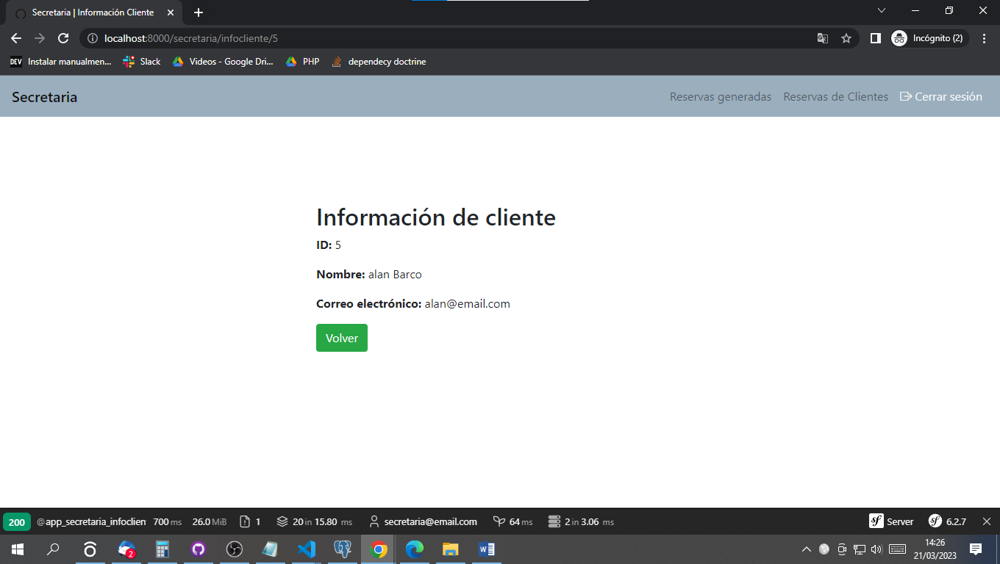 Secretaria | Información Cliente
localhost:8000/secretaria/infocliente/5
Incógnito (2)
DEV Instalar manualmen... Slack Videos - Google Dri... PHP dependecy doctrine
Secretaria Reservas generadas Reservas de Clientes Cerrar sesión
Información de cliente
ID: 5
Nombre: alan Barco
Correo electrónico: alan@email.com
Volver
200 @app_secretaria_infoclien 700 ms 26.0 MiB 1 20 in 15.80 ms secretaria@email.com 64 ms 2 in 3.06 ms sf Server sf 6.2.7
2
W
14:26
21/03/2023